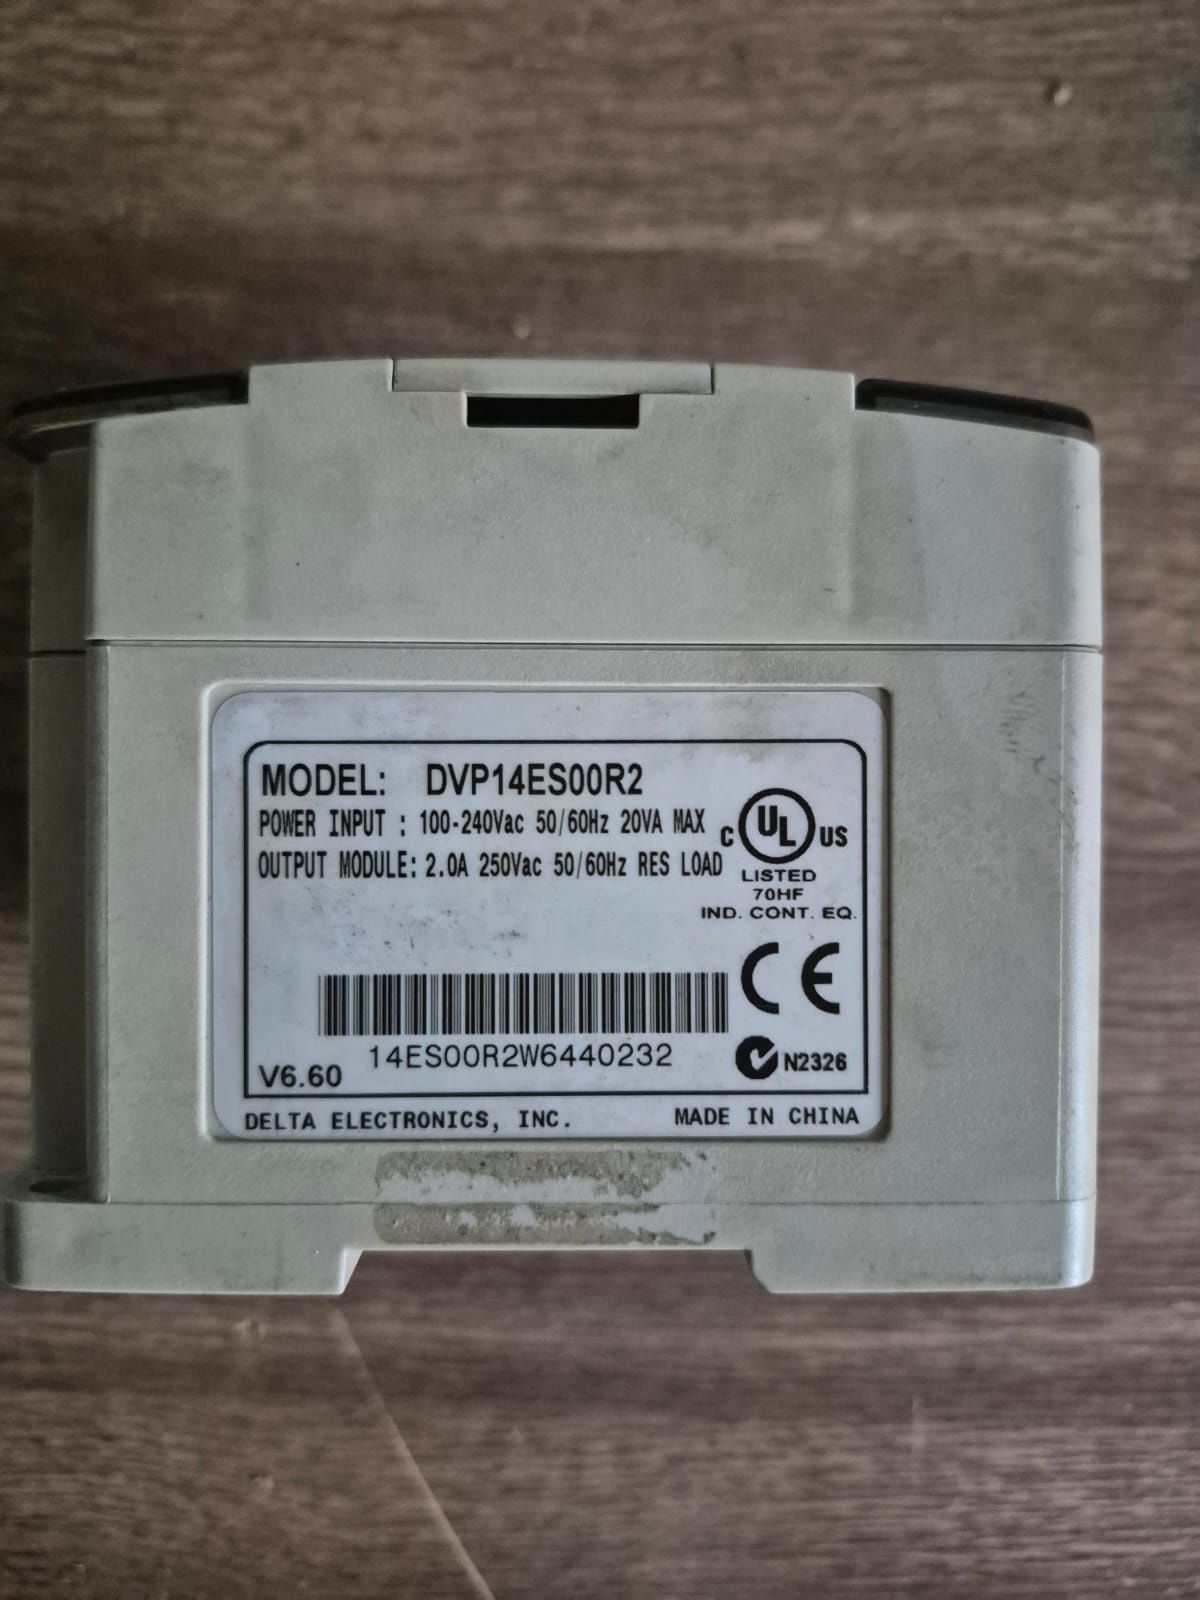 MODEL: DVP14ES00R2
POWER INPUT : 100-240Vac 50/60Hz 20VA MAX
OUTPUT MODULE: 2.0A 250Vac 50/60Hz RES LOAD
C UL US
LISTED
70HF
IND. CONT. EQ.
CE
14ES00R2W6440232
N2326
V6.60
DELTA ELECTRONICS, INC. MADE IN CHINA